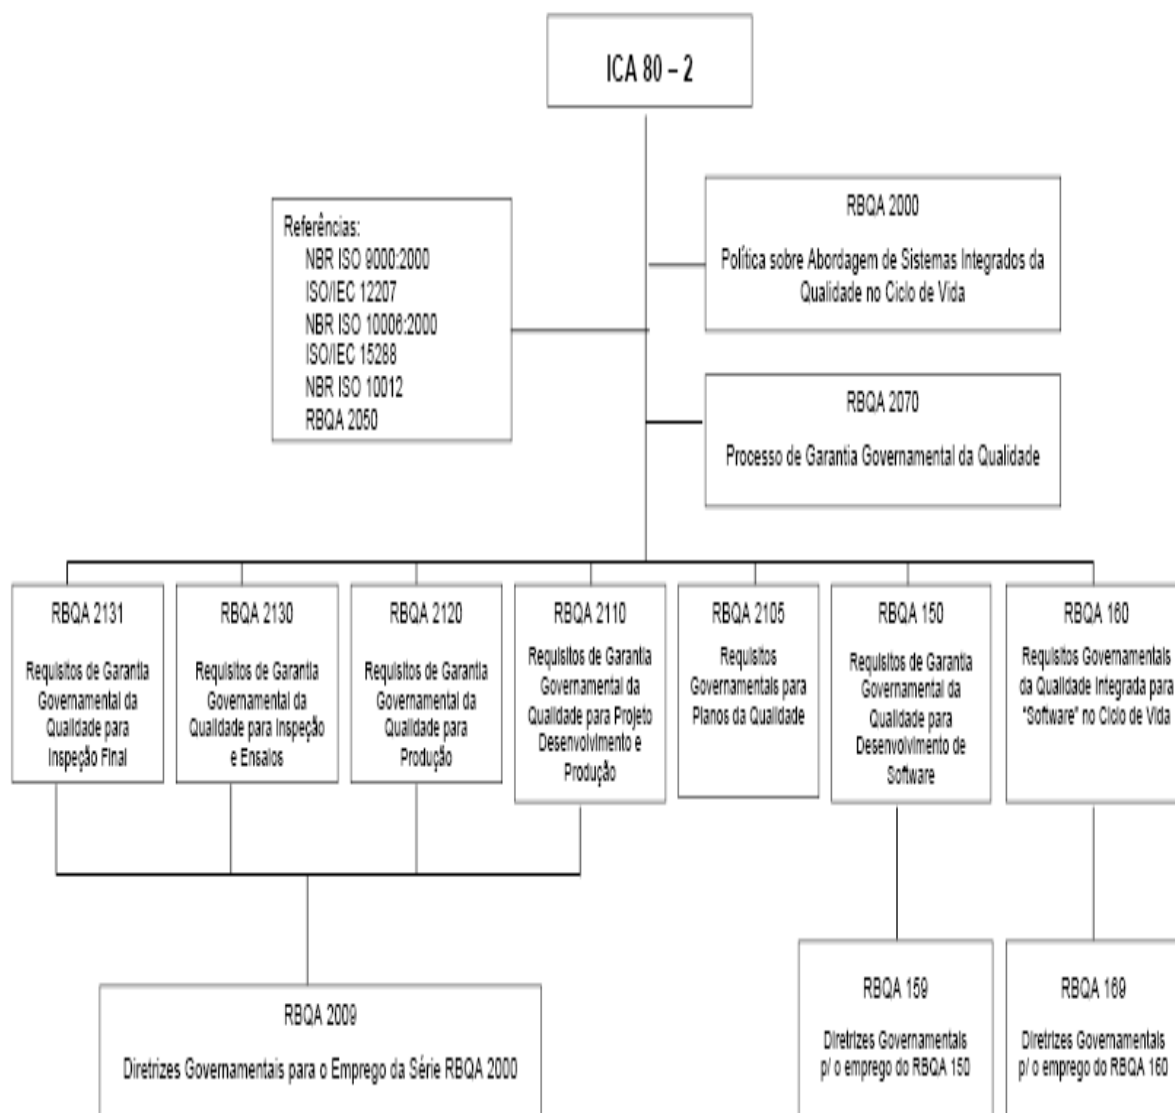 ICA 80 – 2
RBQA 2000
Política sobre Abordagem de Sistemas Integrados da
Qualidade no Ciclo de Vida
Referências:
NBR ISO 9000:2000
ISO/IEC 12207
NBR ISO 10006:2000
ISO/IEC 15288
NBR ISO 10012
RBQA 2050
RBQA 2070
Processo de Garantia Governamental da Qualidade
RBQA 2131
Requisitos de Garantia
Governamental da
Qualidade para
Inspeção Final
RBQA 2130
Requisitos de Garantia
Governamental da
Qualidade para Inspeção
e Ensaios
RBQA 2120
Requisitos de Garantia
Governamental da
Qualidade para
Produção
RBQA 2110
Requisitos de Garantia
Governamental da
Qualidade para Projeto
Desenvolvimento e
Produção
RBQA 2105
Requisitos
Governamentais para
Planos da Qualidade
RBQA 150
Requisitos de Garantia
Governamental da
Qualidade para
Desenvolvimento de
Software
RBQA 160
Requisitos Governamentais
da Qualidade Integrada para
"Software" no Ciclo de Vida
RBQA 2009
Diretrizes Governamentais para o Emprego da Série RBQA 2000
RBQA 159
Diretrizes Governamentais
p/ o emprego do RBQA 150
RBQA 169
Diretrizes Governamentais
p/ o emprego do RBQA 160